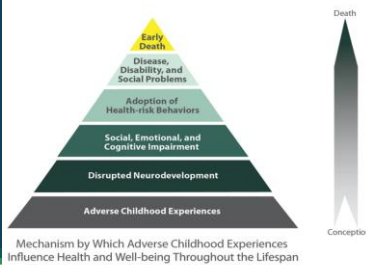 Death
Early
Death
Disease,
Disability, and
Social Problems
Adoption of
Health-risk Behaviors
Social, Emotional, and
Cognitive Impairment
Disrupted Neurodevelopment
Adverse Childhood Experiences
Conceptio
Mechanism by Which Adverse Childhood Experiences
Influence Health and Well-being Throughout the Lifespan